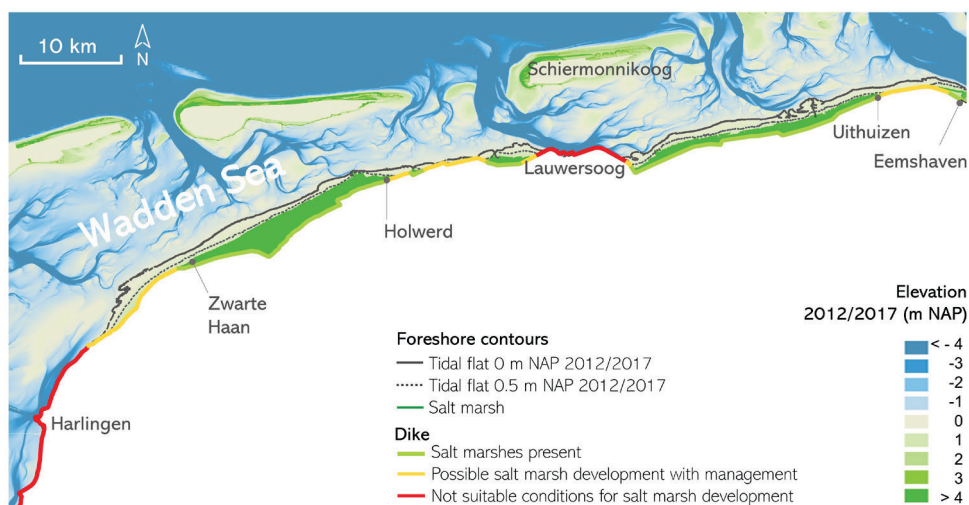 10 km
N
Schiermonnikoog
Uithuizen
Eemshaven
Lauwersoog
Wadden Sea
Holwerd
Zwarte
Haan
Harlingen
Foreshore contours
Tidal flat 0 m NAP 2012/2017
Tidal flat 0.5 m NAP 2012/2017
Salt marsh
Dike
Salt marshes present
Possible salt marsh development with management
Not suitable conditions for salt marsh development
Elevation
2012/2017 (m NAP)
< - 4
-3
-2
-1
0
1
2
3
> 4